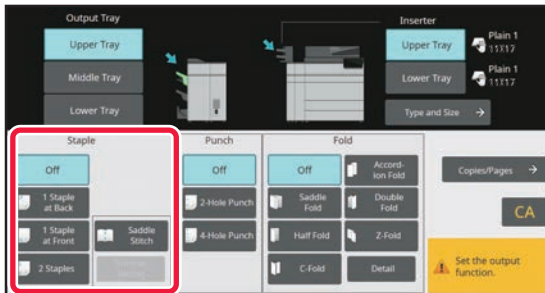 Output Tray
Inserter
Upper Tray
Middle Tray
Lower Tray
Upper Tray
Plain 1
11X17
Lower Tray
Plain 1
11X17
Type and Size
Staple
Off
1 Staple
at Back
1 Staple
at Front
2 Staples
Saddle
Stitch
Punch
Off
2-Hole Punch
4-Hole Punch
Fold
Off
Saddle
Fold
Half Fold
C-Fold
Accord-
ion Fold
Double
Fold
Z-Fold
Detail
Copies/Pages
CA
Set the output
function.